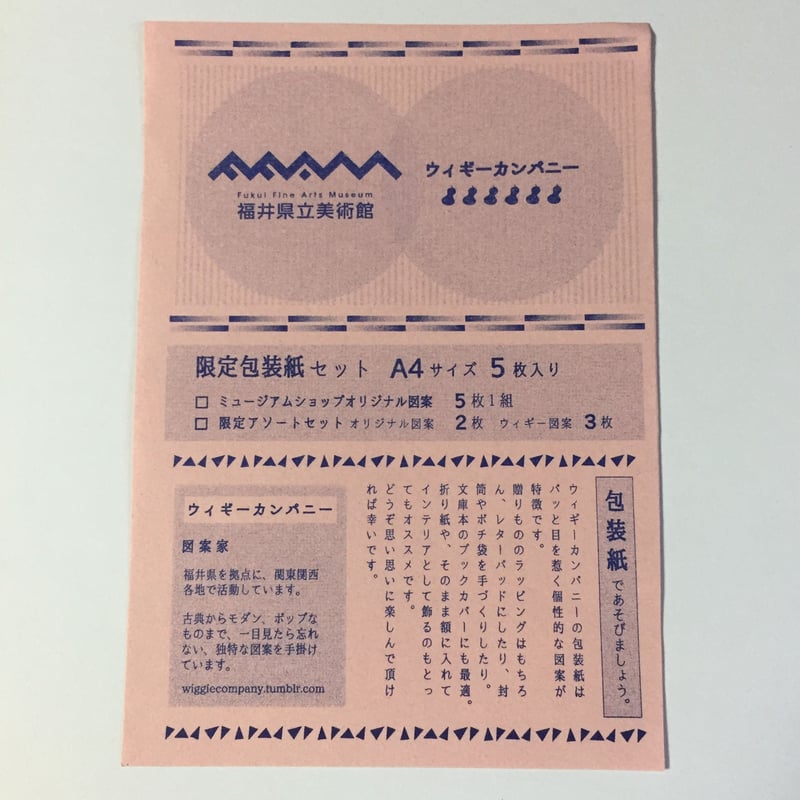 Fukui Fine Arts Museum
福井県立美術館
ウィギーカンパニー
限定包装紙セット A4サイズ 5枚入り
□ ミュージアムショップオリジナル図案 5枚1組
□ 限定アソートセット オリジナル図案 2枚 ウィギー図案 3枚
包装紙であそびましょう。
ウィギーカンパニーの包装紙は
パッと目を惹く個性的な図案が
特徴です。
贈りもののラッピングはもちろ
ん、レターパッドにしたり、封
筒やポチ袋を手づくりしたり。
文庫本のブックカバーにも最適。
折り紙や、そのまま額に入れて
インテリアとして飾るのもとっ
てもオススメです。
どうぞ思い思いに楽しんで頂け
れば幸いです。
ウィギーカンパニー
図案家
福井県を拠点に、関東関西
各地で活動しています。
古典からモダン、ポップな
ものまで、一目見たら忘れ
ない、独特な図案を手掛け
ています。
wigglecompany.tumblr.com